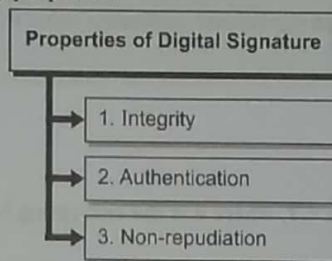 Properties of Digital Signature
1. Integrity
2. Authentication
3. Non-repudiation